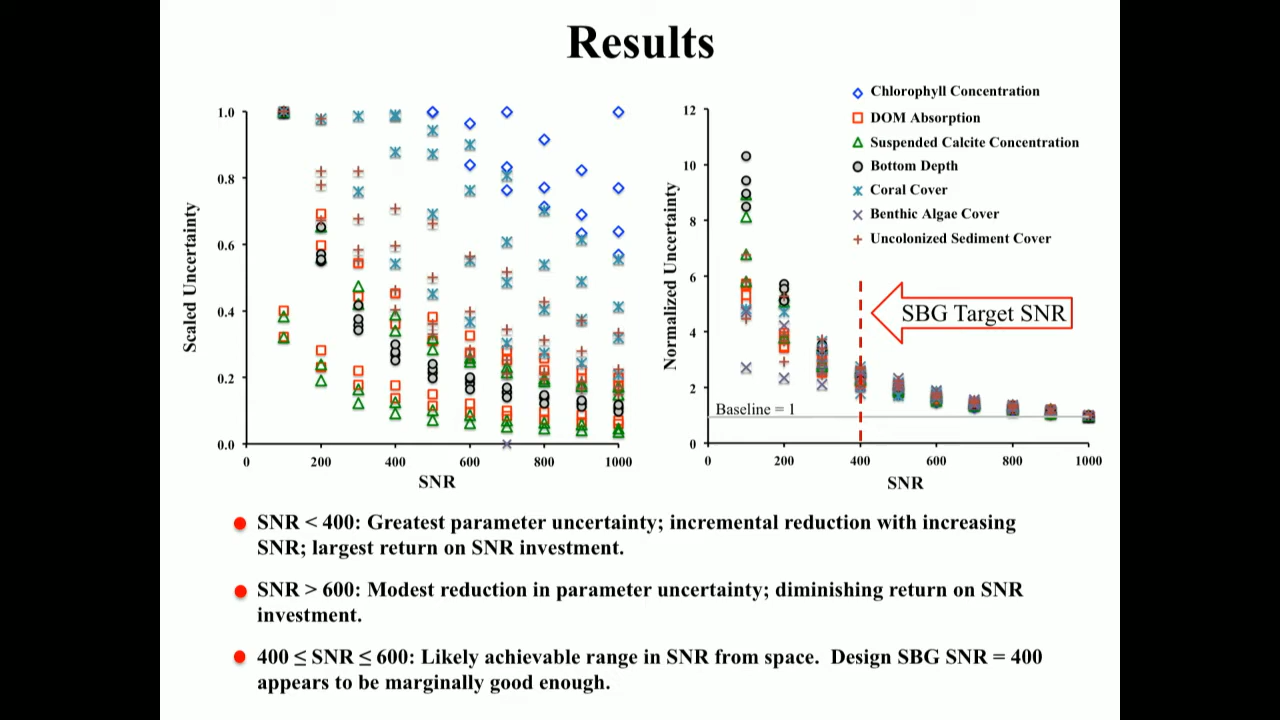 Results
Scaled Uncertainty
1.0
0.8
0.6
0.4
0.2
0.0
0
200
400
600
800
1000
SNR
Normalized Uncertainty
12
10
8
6
4
2
0
0
200
400
600
800
1000
SNR
Chlorophyll Concentration
DOM Absorption
Suspended Calcite Concentration
Bottom Depth
Coral Cover
Benthic Algae Cover
Uncolonized Sediment Cover
SBG Target SNR
Baseline = 1
SNR < 400: Greatest parameter uncertainty; incremental reduction with increasing
SNR; largest return on SNR investment.
SNR > 600: Modest reduction in parameter uncertainty; diminishing return on SNR
investment.
400 ≤ SNR ≤ 600: Likely achievable range in SNR from space. Design SBG SNR = 400
appears to be marginally good enough.